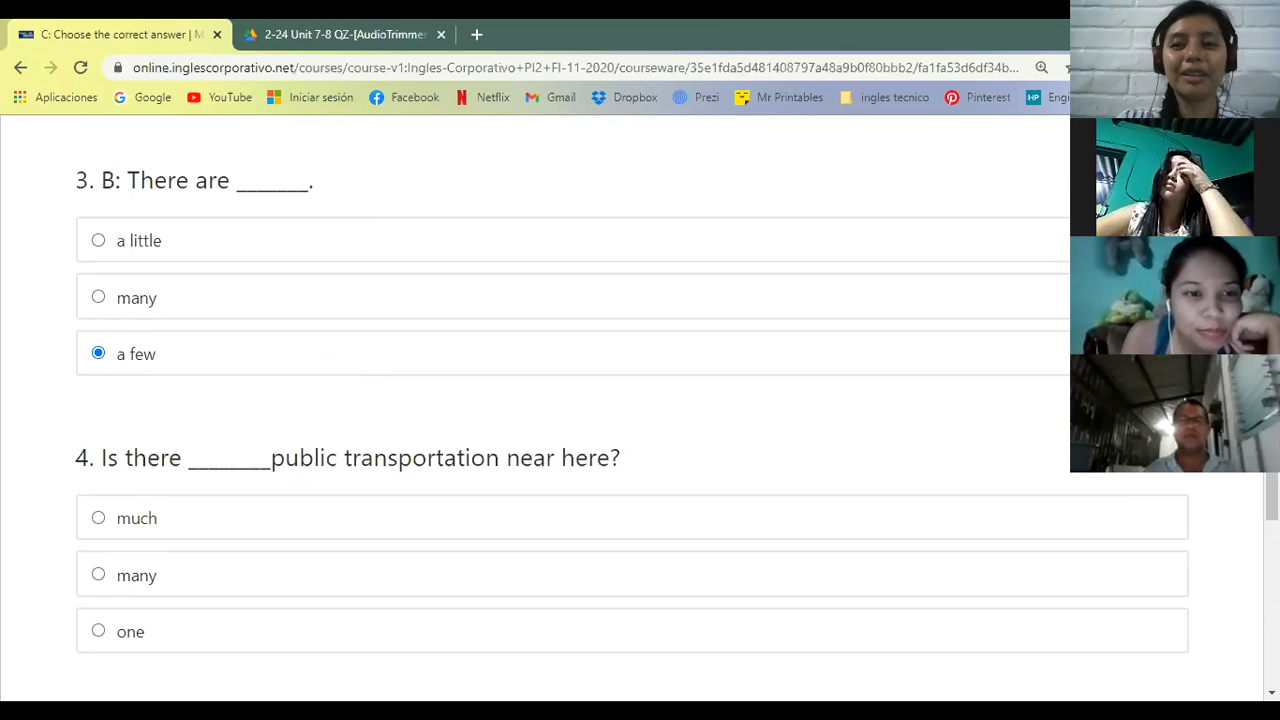 C: Choose the correct answer | M
2-24 Unit 7-8 QZ-[AudioTrimmer
online.inglescorporativo.net/courses/course-v1:Ingles-Corporativo+PI2+FI-11-2020/courseware/35e1fda5d481408797a48a9b0f80bbb2/fa1fa53d6df34b...
Aplicaciones Google YouTube Iniciar sesión Facebook Netflix Gmail Dropbox Prezi Mr Printables ingles tecnico Pinterest HP Engl
3. B: There are _______.
a little
many
a few
4. Is there ________public transportation near here?
much
many
one